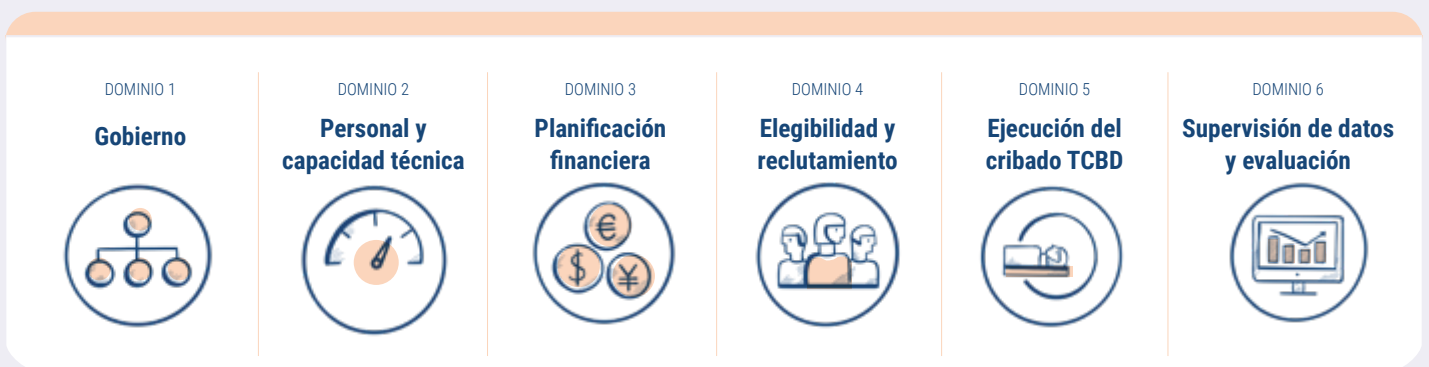 DOMINIO 1
Gobierno
DOMINIO 2
Personal y
capacidad técnica
DOMINIO 3
Planificación
financiera
€
$
¥
DOMINIO 4
Elegibilidad y
reclutamiento
DOMINIO 5
Ejecución del
cribado TCBD
DOMINIO 6
Supervisión de datos
y evaluación